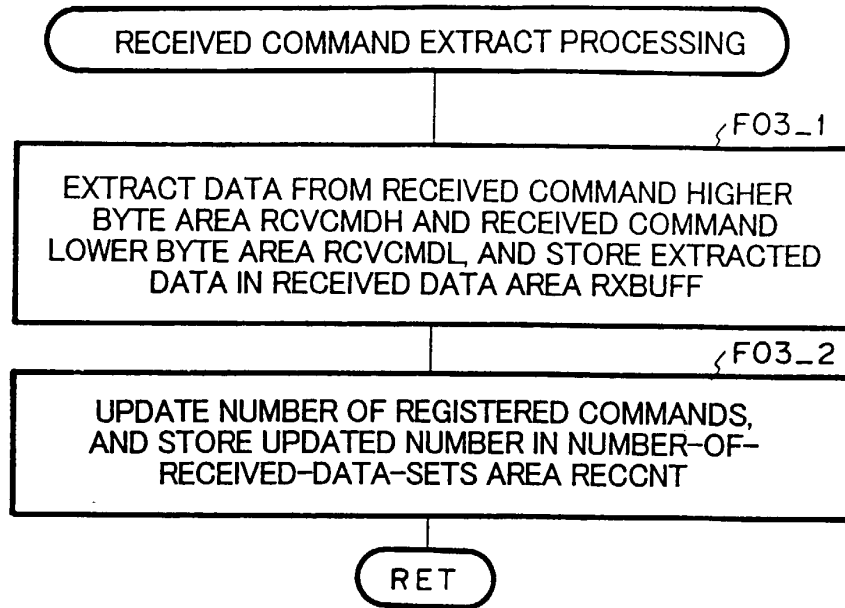 RECEIVED COMMAND EXTRACT PROCESSING
F03_1
EXTRACT DATA FROM RECEIVED COMMAND HIGHER
BYTE AREA RCVCMDH AND RECEIVED COMMAND
LOWER BYTE AREA RCVCMDL, AND STORE EXTRACTED
DATA IN RECEIVED DATA AREA RXBUFF
F03_2
UPDATE NUMBER OF REGISTERED COMMANDS,
AND STORE UPDATED NUMBER IN NUMBER-OF-
RECEIVED-DATA-SETS AREA RECCNT
RET